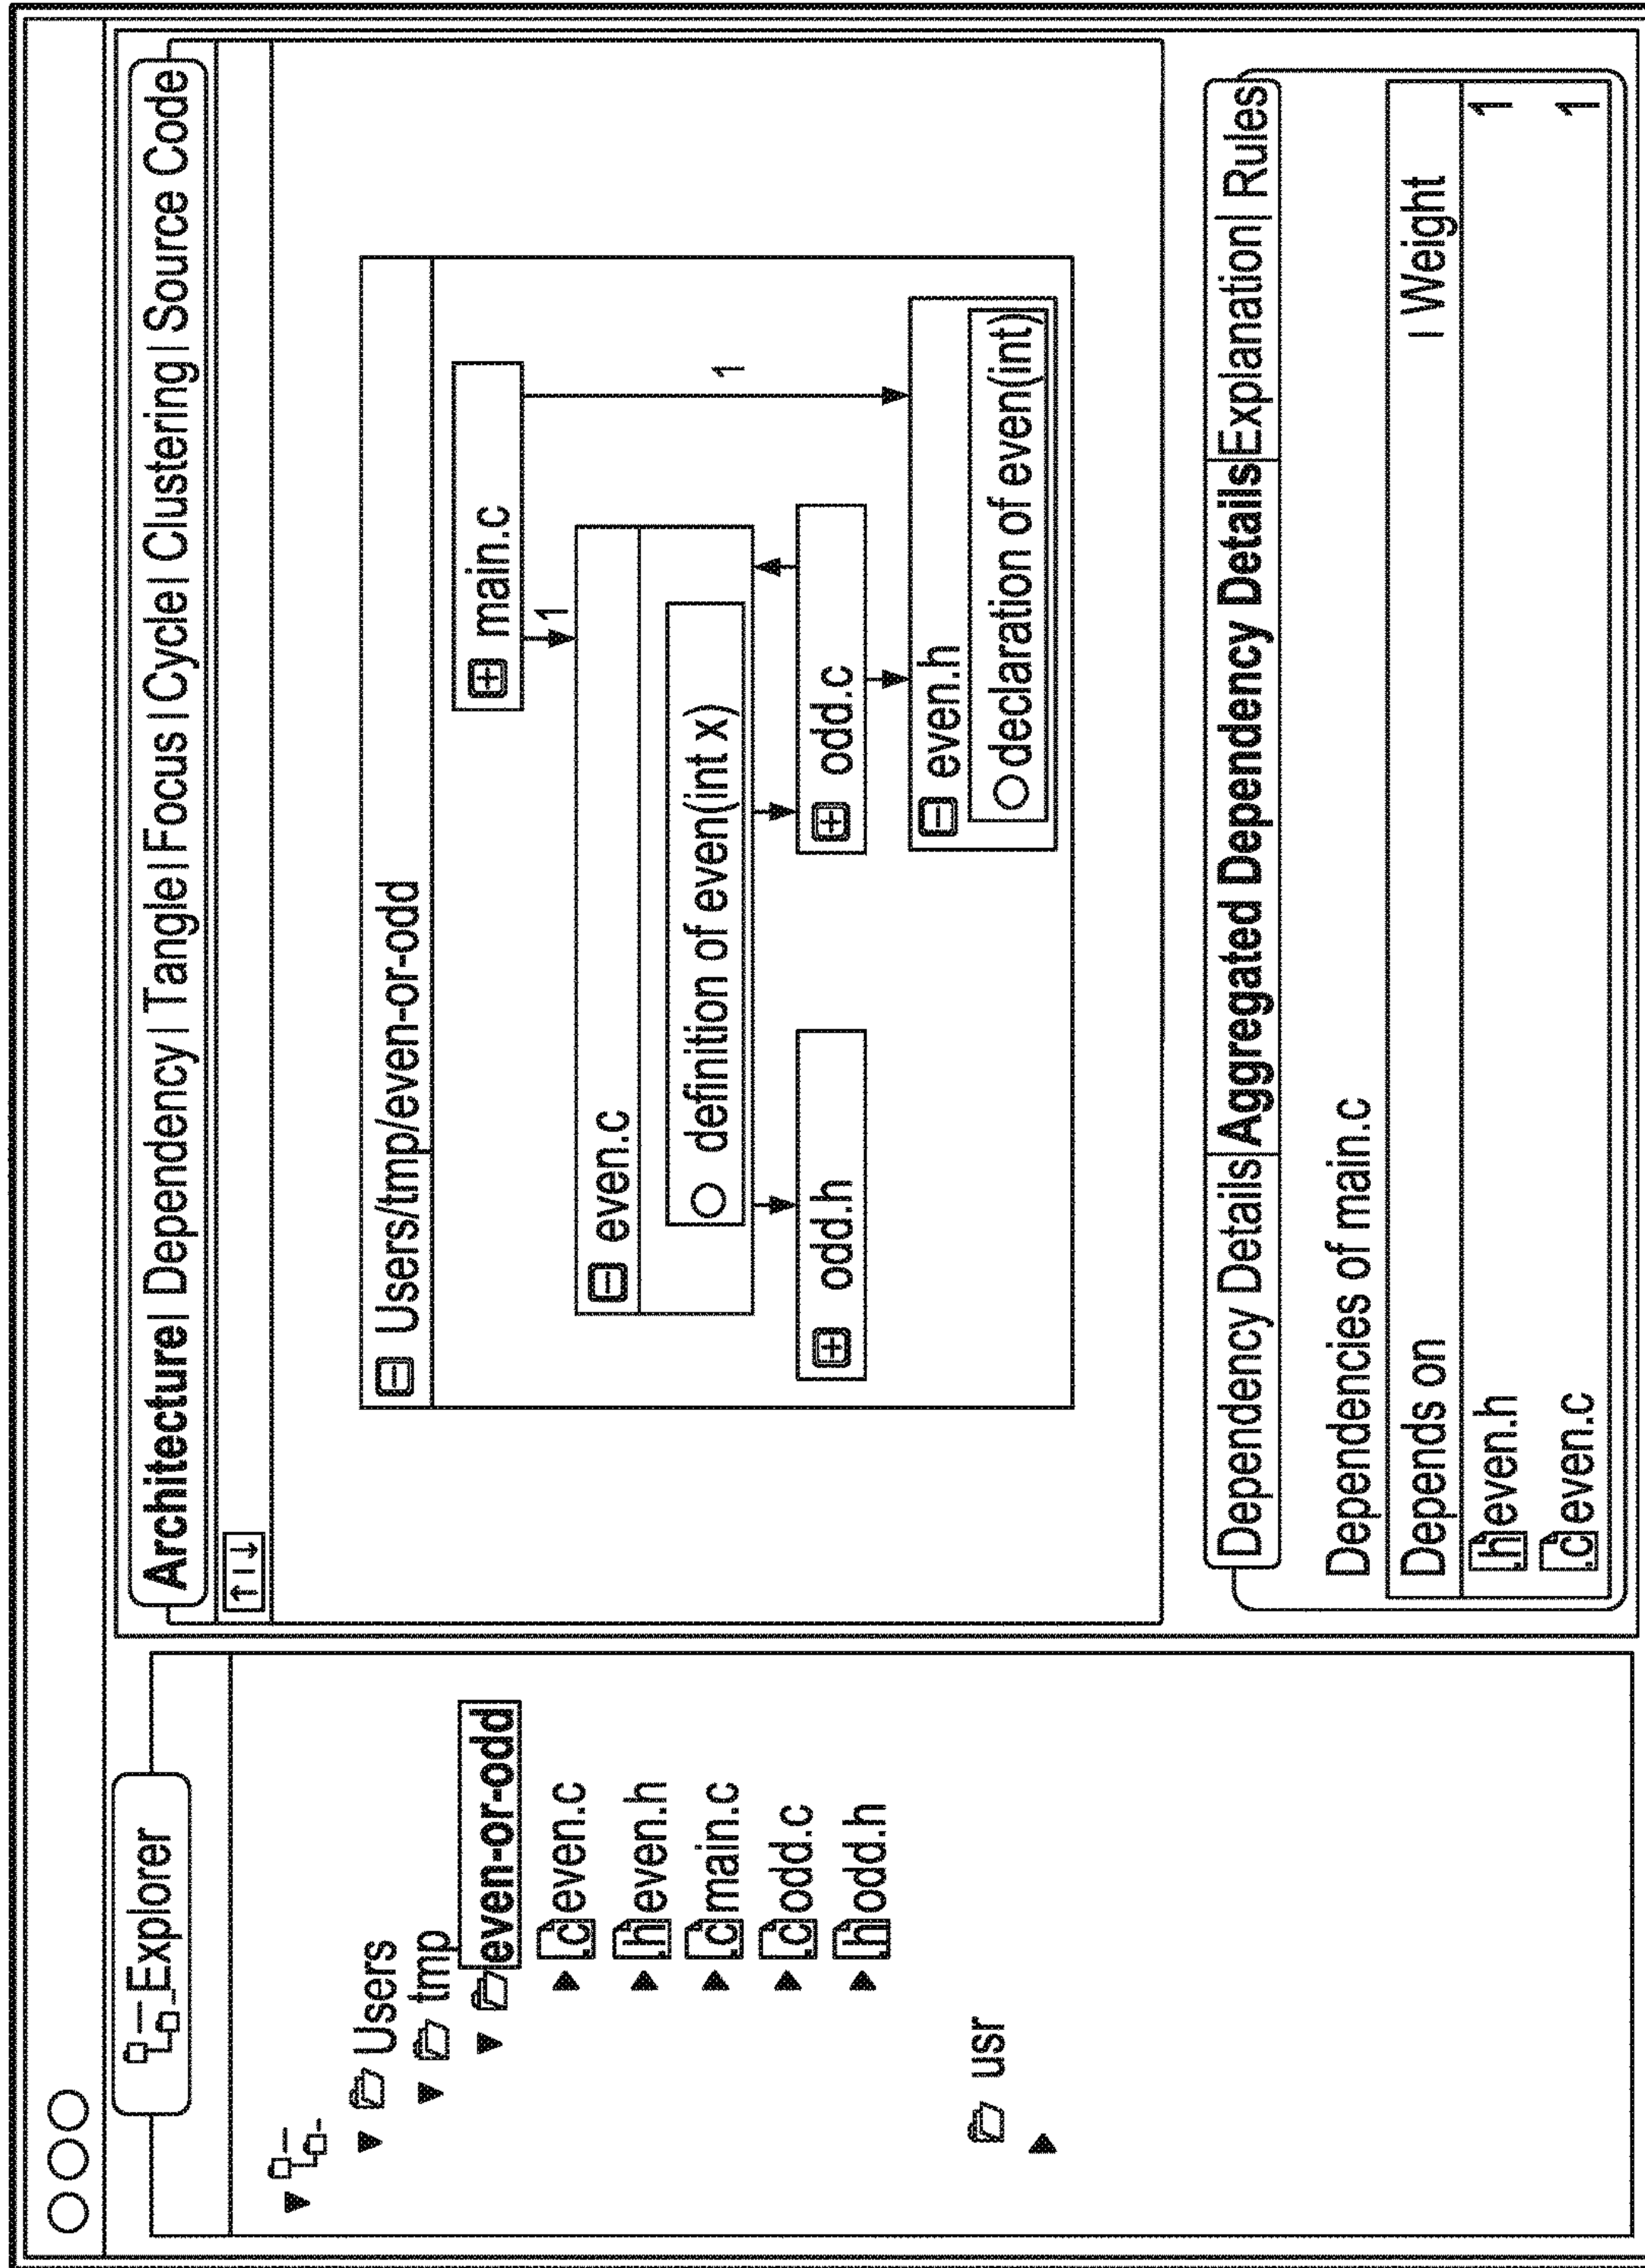 Explorer
Users
tmp
even-or-odd
.c even.c
.h even.h
.c main.c
.c odd.c
.h odd.h
usr
Architecture| Dependency| Tangle|Focus |Cycle| Clustering| Source Code
Users/tmp/even-or-odd
main.c
1
1
even.c
definition of even(int x)
odd.h
odd.c
even.h
declaration of even(int)
Dependency Details|Aggregated Dependency Details|Explanation| Rules
Dependencies of main.c
Depends on | Weight
.h even.h 1
.c even.c 1